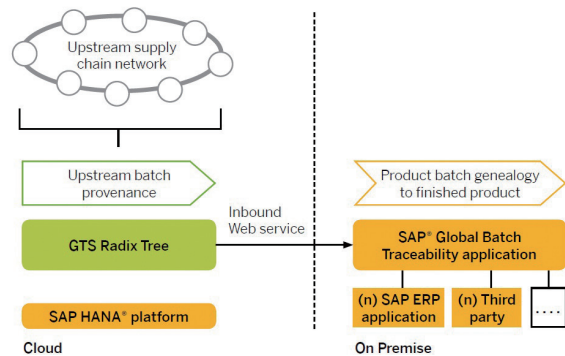 Upstream supply
chain network
Upstream batch
provenance
Product batch genealogy
to finished product
Inbound
Web service
GTS Radix Tree
SAP® Global Batch
Traceability application
(n) SAP ERP
application
(n) Third
party
....
SAP HANA® platform
Cloud
On Premise